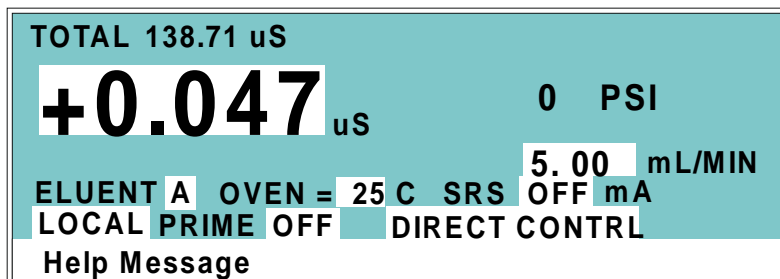 TOTAL 138.71 uS
+0.047 uS 0 PSI
5.00 mL/MIN
ELUENT A OVEN = 25 C SRS OFF mA
LOCAL PRIME OFF DIRECT CONTRL
Help Message